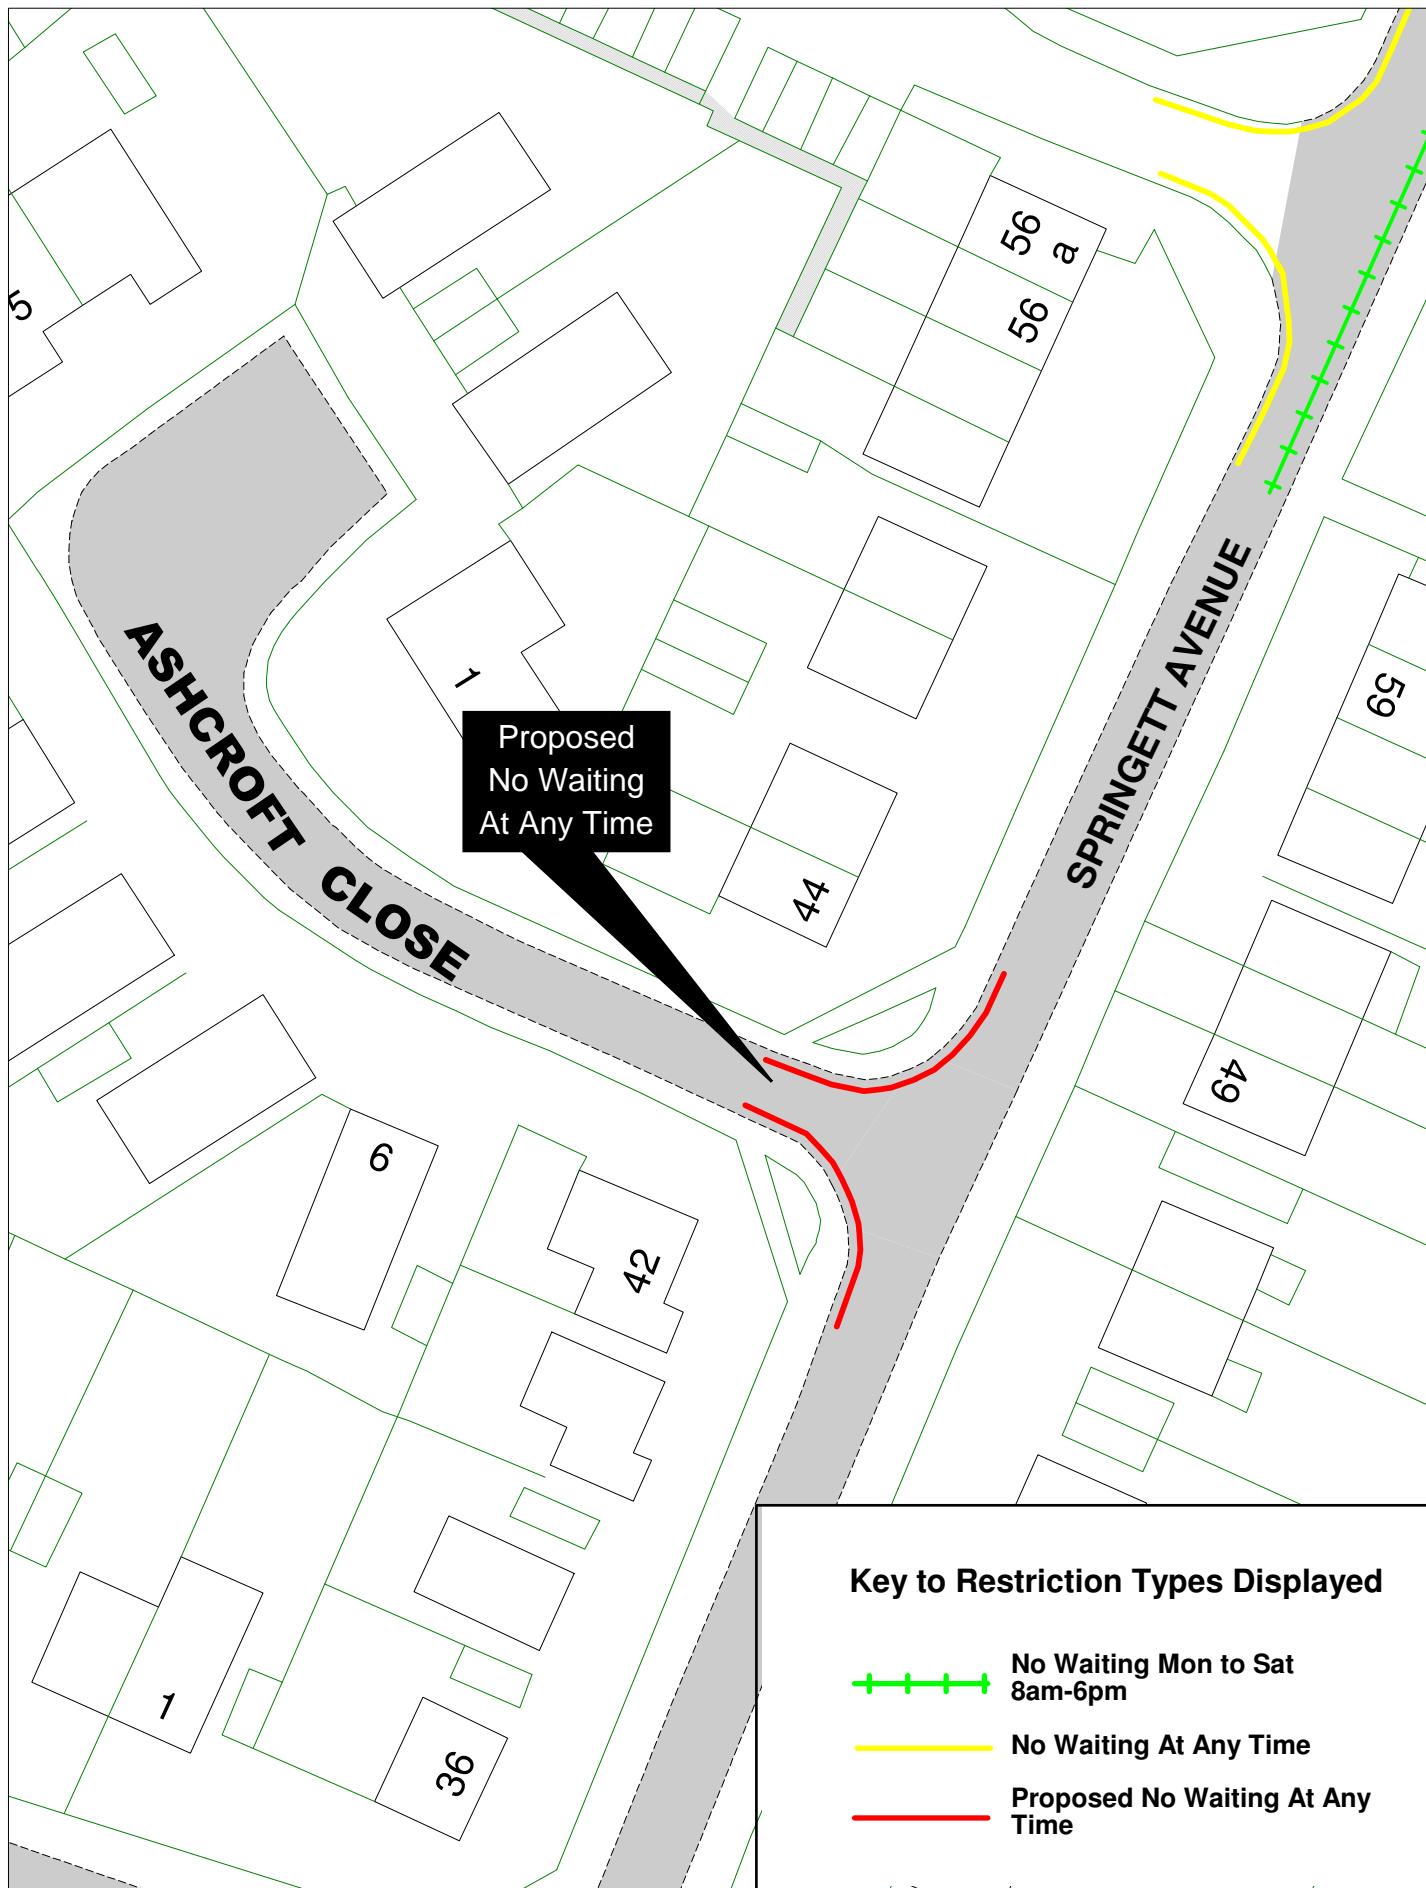 56
a
56
5
SPRINGETT AVENUE
59
1
ASHCROFT CLOSE
Proposed
No Waiting
At Any Time
44
49
6
42
1
36
Key to Restriction Types Displayed
No Waiting Mon to Sat
8am-6pm
No Waiting At Any Time
Proposed No Waiting At Any
Time